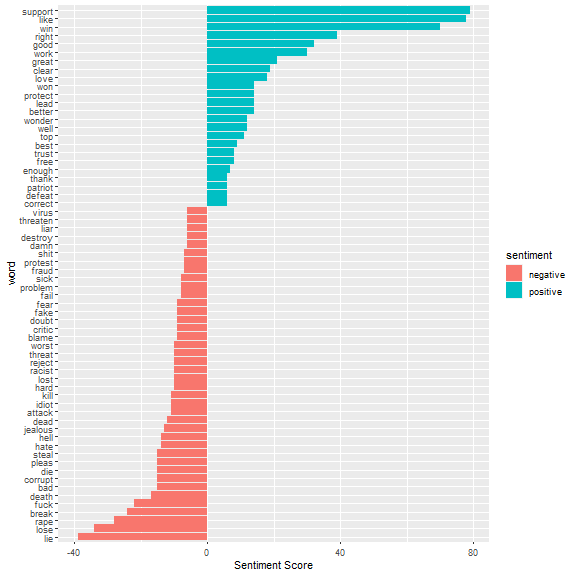 support
like
win
right
good
work
great
clear
love
won
protect
lead
better
wonder
well
top
best
trust
free
enough
thank
patriot
defeat
correct
virus
threaten
liar
destroy
damn
shit
protest
fraud
sick
problem
fail
fear
fake
doubt
critic
blame
worst
threat
reject
racist
lost
hard
kill
idiot
attack
dead
jealous
hell
hate
steal
pleas
die
corrupt
bad
death
fuck
break
rape
lose
lie
word
-40 0 40 80
Sentiment Score
sentiment
negative
positive